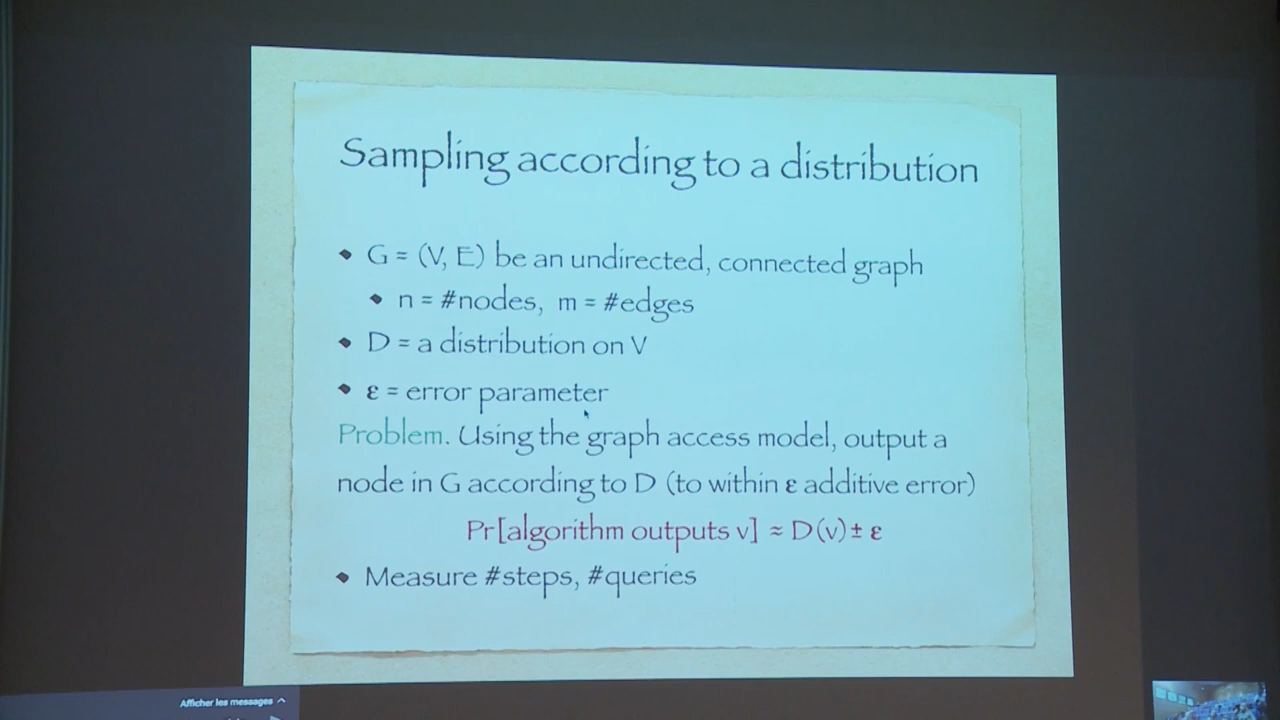 Sampling according to a distribution
G = (V, E) be an undirected, connected graph
n = #nodes, m = #edges
D = a distribution on V
ε = error parameter
Problem. Using the graph access model, output a
node in G according to D (to within ε additive error)
Pr[algorithm outputs v] ≈ D(v) ± ε
Measure #steps, #queries
Afficher les messages